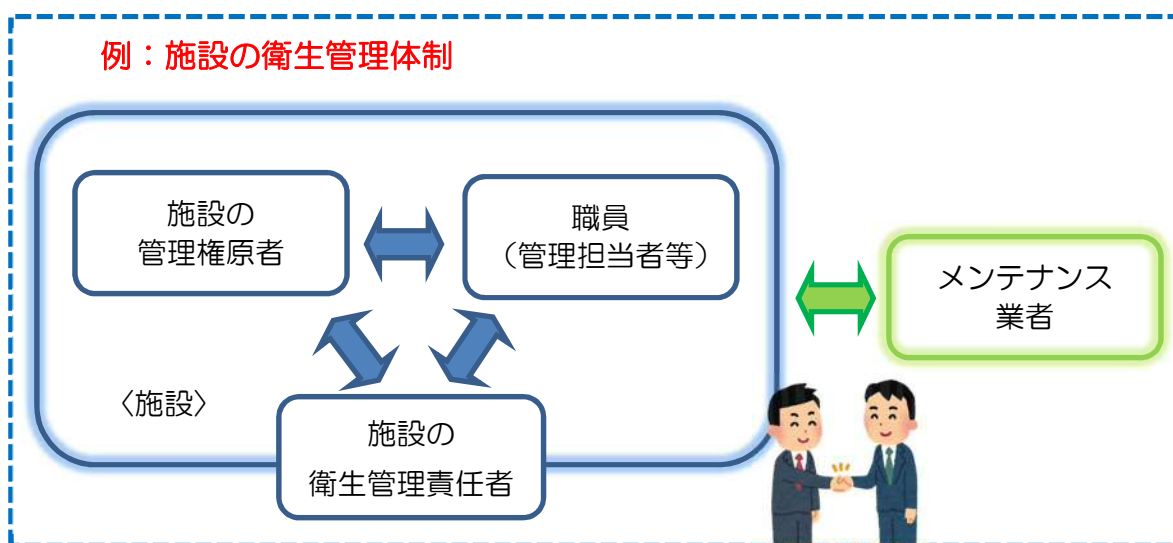 例：施設の衛生管理体制
施設の
管理権原者
職員
（管理担当者等）
メンテナンス
業者
〈施設〉
施設の
衛生管理責任者